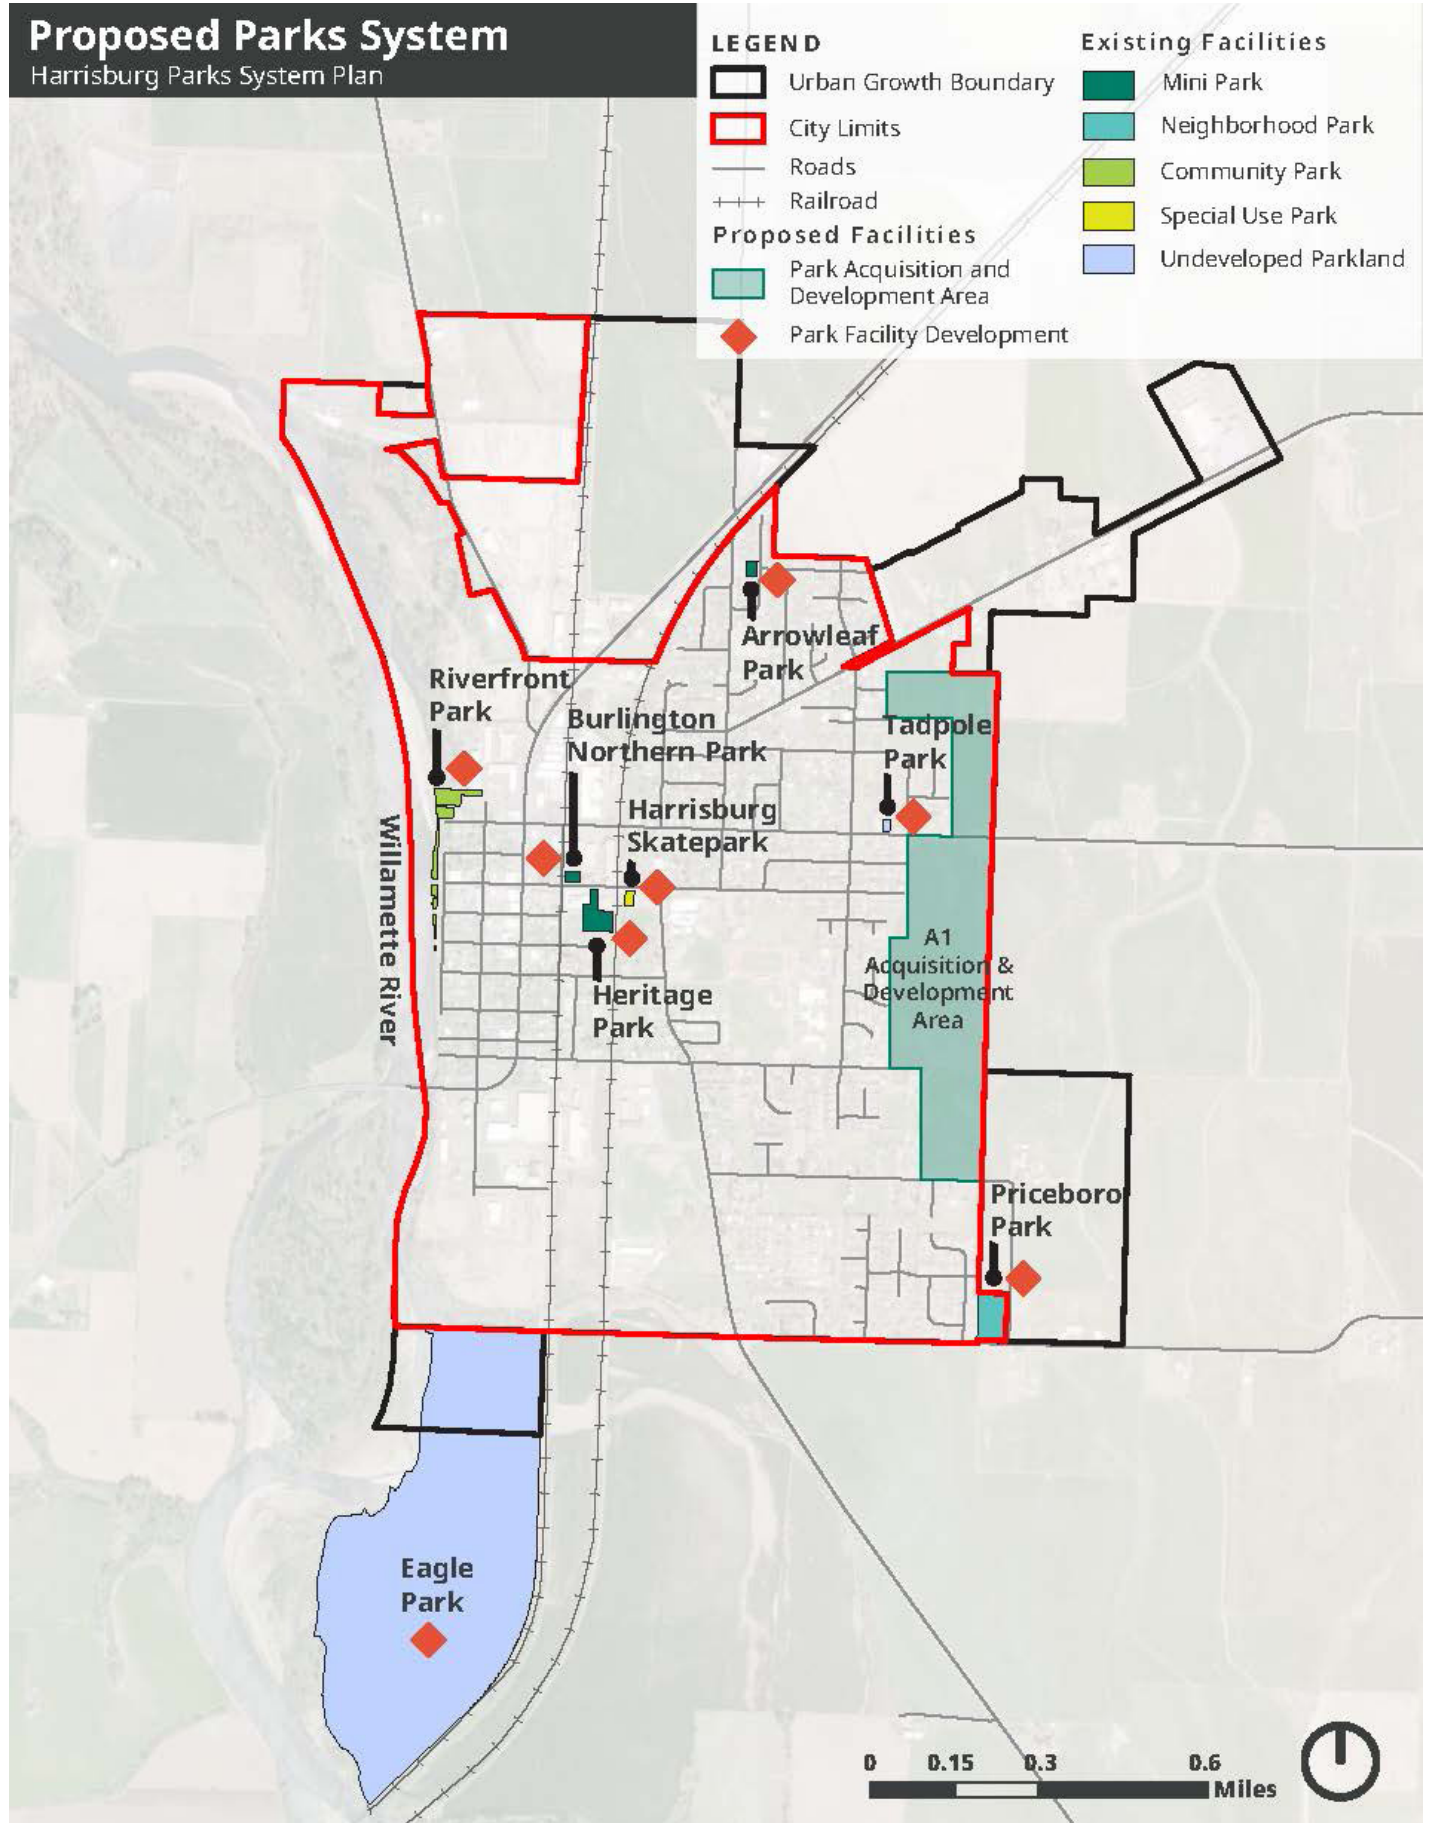 Proposed Parks System
Harrisburg Parks System Plan
LEGEND
Urban Growth Boundary
City Limits
Roads
Railroad
Proposed Facilities
Park Acquisition and
Development Area
Park Facility Development
Existing Facilities
Mini Park
Neighborhood Park
Community Park
Special Use Park
Undeveloped Parkland
Arrowleaf
Park
Riverfront
Park
Burlington
Northern Park
Tadpole
Park
Harrisburg
Skatepark
Willamette River
A1
Acquisition &
Development
Area
Heritage
Park
Priceboro
Park
Eagle
Park
0 0.15 0.3 0.6
Miles